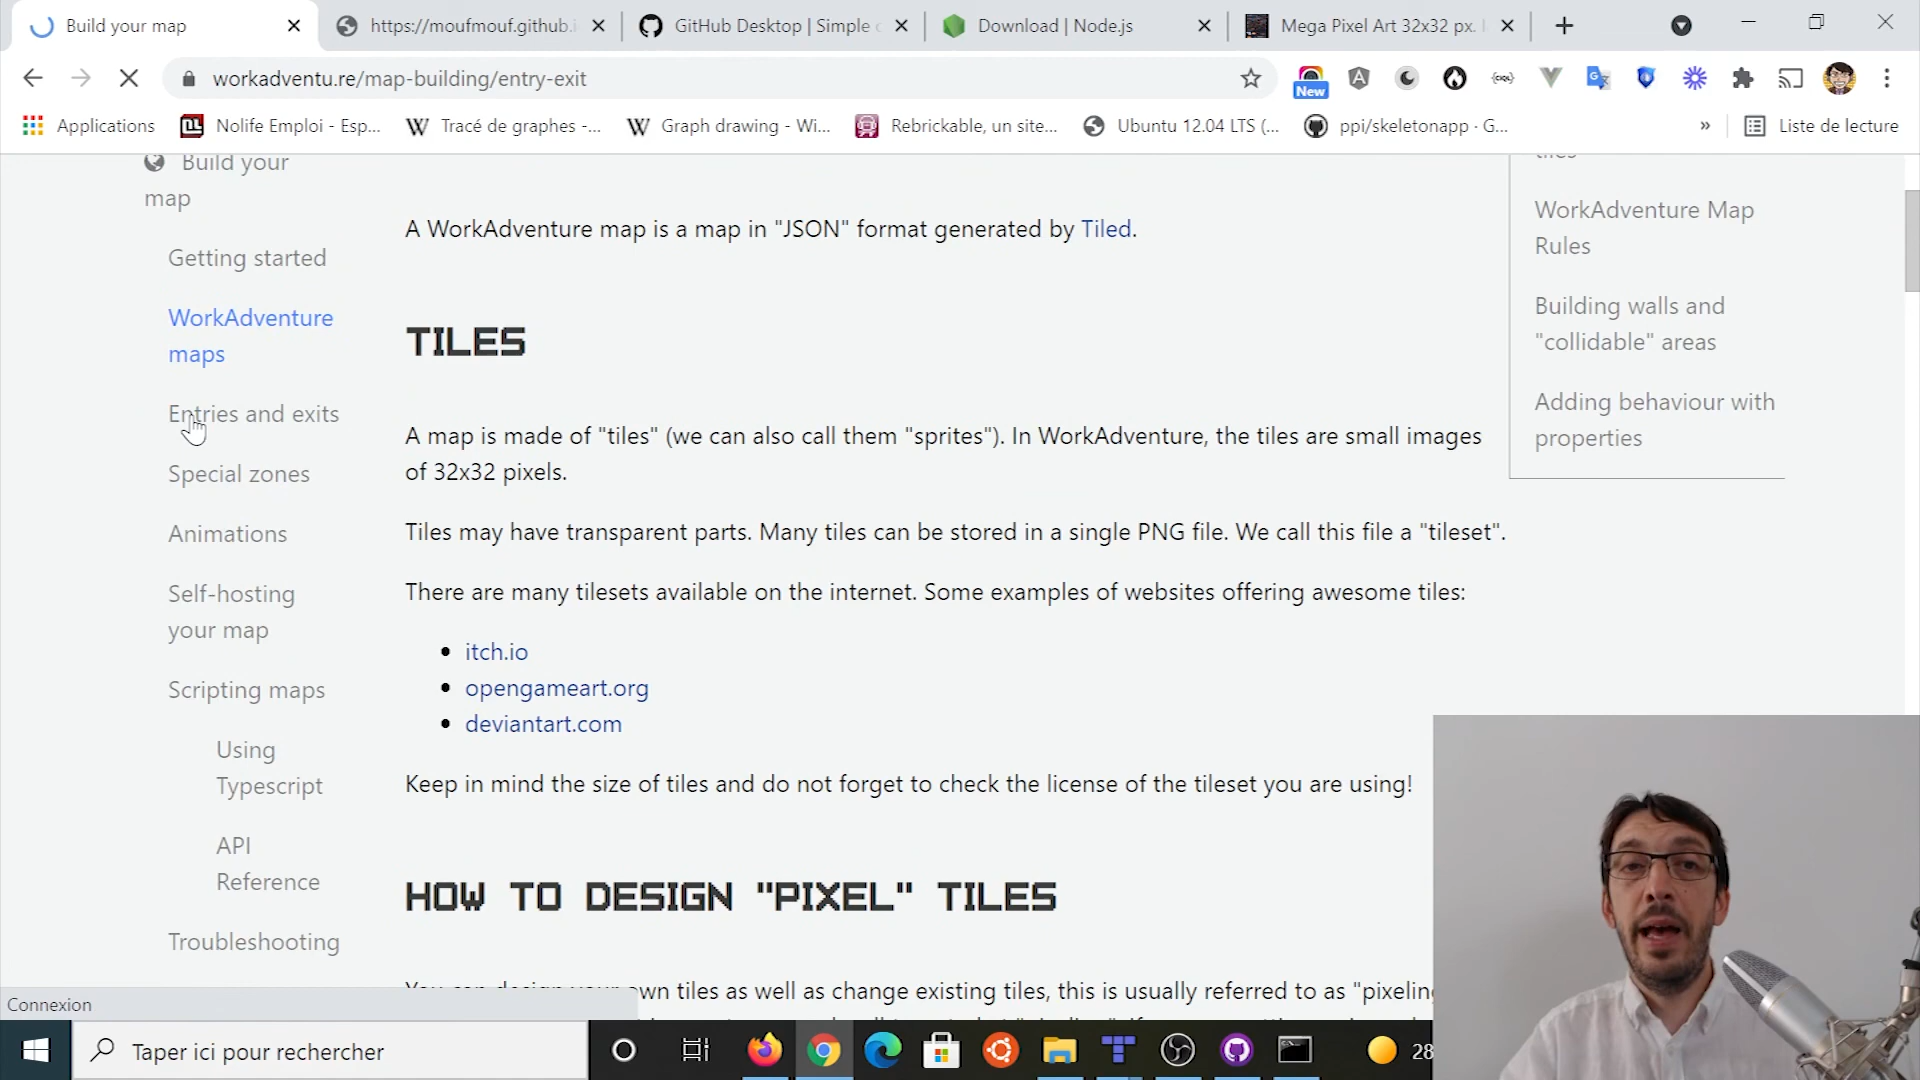 Build your map
https://moufmouf.github.i
GitHub Desktop | Simple c
Download | Node.js
Mega Pixel Art 32x32 px.
workadventu.re/map-building/entry-exit
New
Applications
Nolife Emploi - Esp...
Tracé de graphes -...
Graph drawing - Wi...
Rebrickable, un site...
Ubuntu 12.04 LTS (...
ppi/skeletonapp · G...
»
Liste de lecture
Build your
map
Getting started
WorkAdventure
maps
Entries and exits
Special zones
Animations
Self-hosting
your map
Scripting maps
Using
Typescript
API
Reference
Troubleshooting
A WorkAdventure map is a map in "JSON" format generated by Tiled.
TILES
A map is made of "tiles" (we can also call them "sprites"). In WorkAdventure, the tiles are small images
of 32x32 pixels.
Tiles may have transparent parts. Many tiles can be stored in a single PNG file. We call this file a "tileset".
There are many tilesets available on the internet. Some examples of websites offering awesome tiles:
• itch.io
• opengameart.org
• deviantart.com
Keep in mind the size of tiles and do not forget to check the license of the tileset you are using!
HOW TO DESIGN "PIXEL" TILES
You can design your own tiles as well as change existing tiles, this is usually referred to as "pixeling
tiles
WorkAdventure Map
Rules
Building walls and
"collidable" areas
Adding behaviour with
properties
Connexion
Taper ici pour rechercher
28